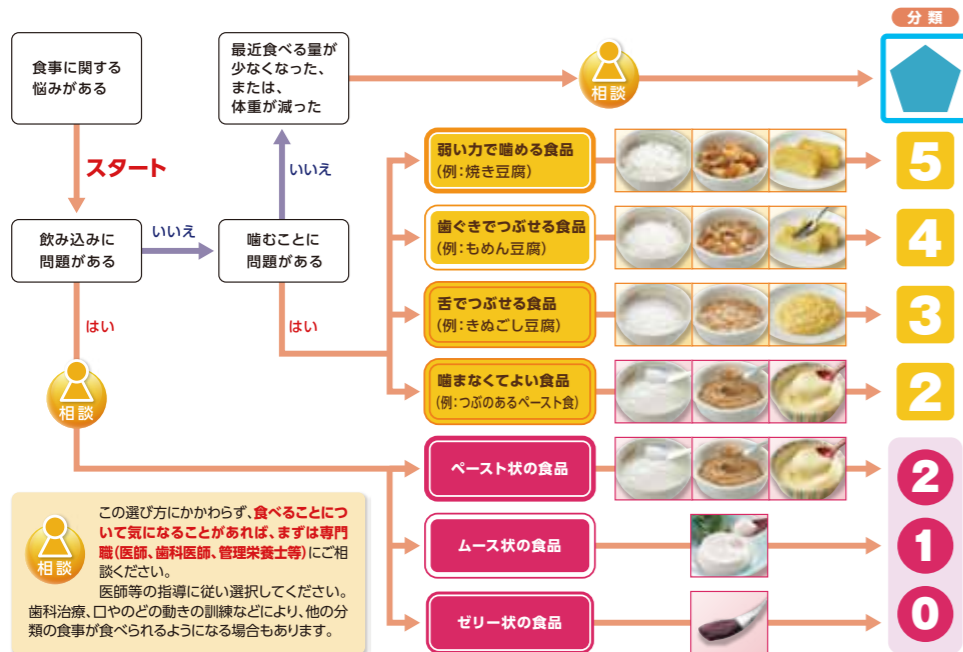 分類
食事に関する
悩みがある
最近食べる量が
少なくなった、
または、
体重が減った
相談
スタート
いいえ
弱い力で噛める食品
(例:焼き豆腐)
5
飲み込みに
問題がある
いいえ
噛むことに
問題がある
歯ぐきでつぶせる食品
(例:もめん豆腐)
4
はい
はい
舌でつぶせる食品
(例:きぬごし豆腐)
3
相談
噛まなくてよい食品
(例:つぶのあるペースト食)
2
ペースト状の食品
2
ムース状の食品
1
ゼリー状の食品
0
相談
この選び方にかかわらず、食べることにつ
いて気になることがあれば、まずは専門
職(医師、歯科医師、管理栄養士等)にご相
談ください。
医師等の指導に従い選択してください。
歯科治療、口やのどの動きの訓練などにより、他の分
類の食事が食べられるようになる場合もあります。